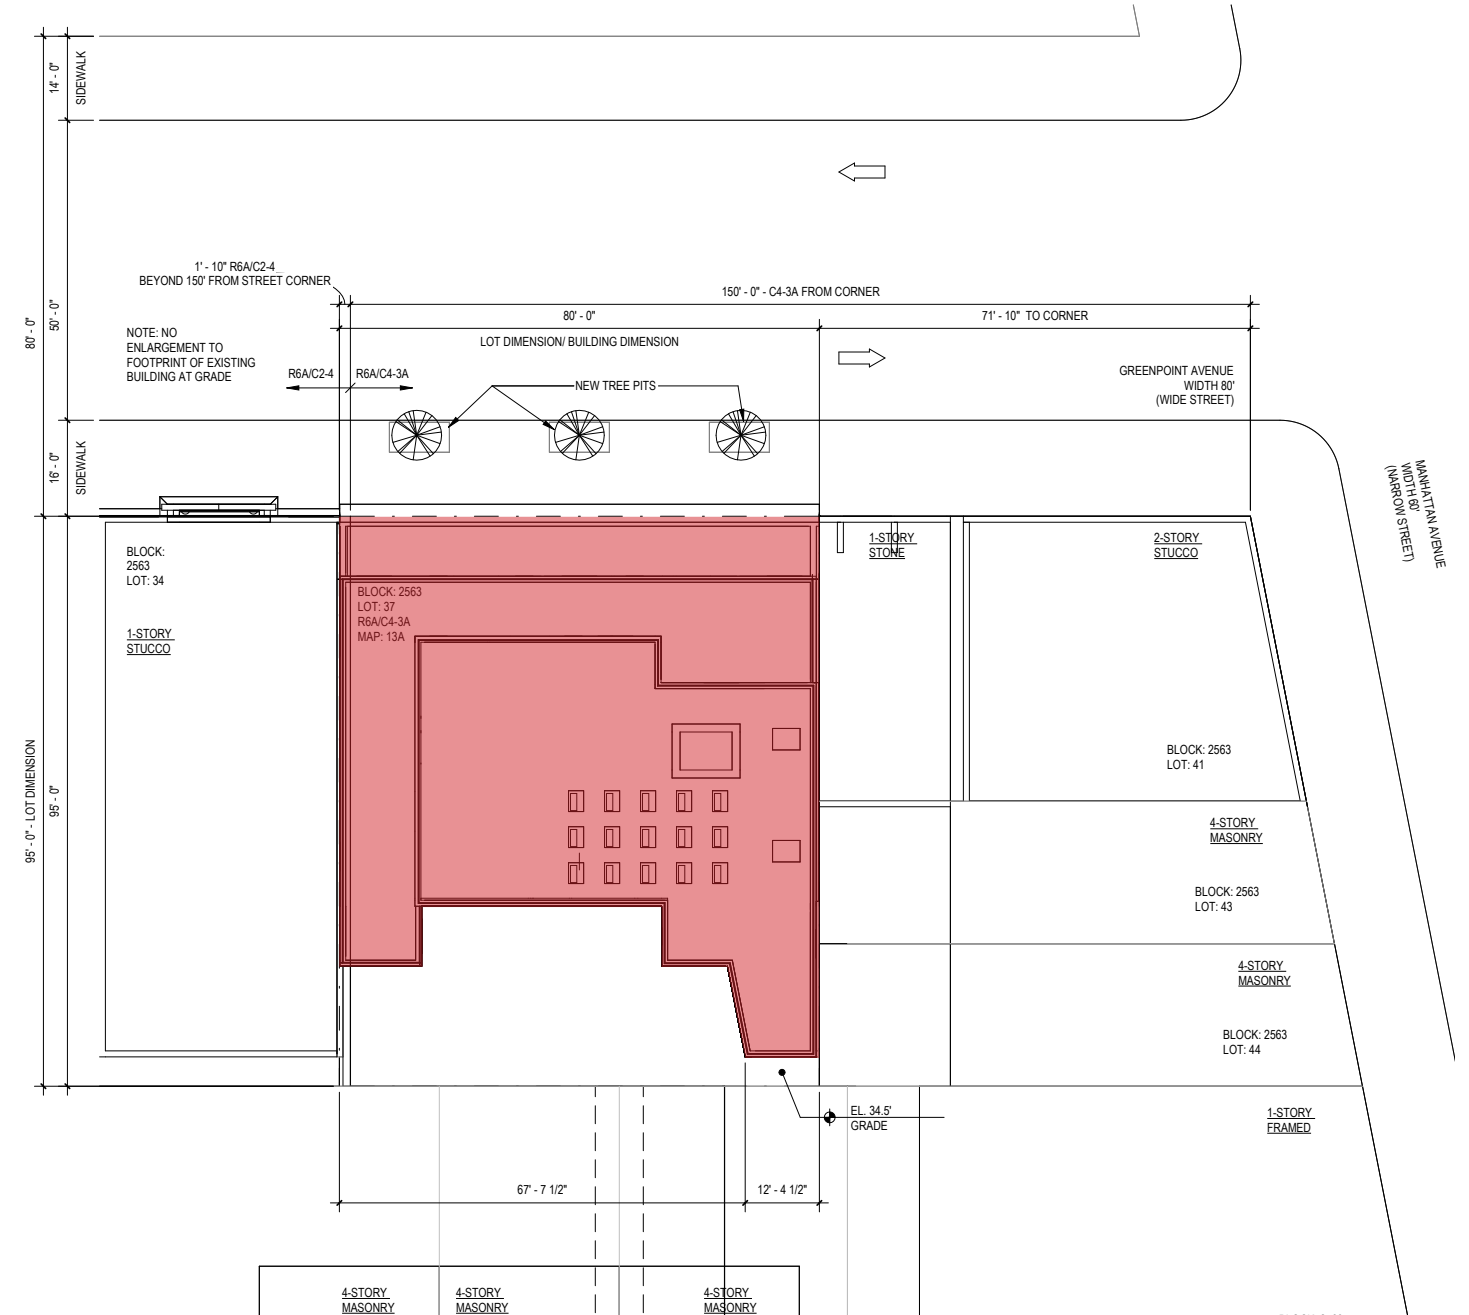 14' - 0"
SIDEWALK
1' - 10" R6A/C2-4
BEYOND 150' FROM STREET CORNER
150' - 0" - C4-3A FROM CORNER
80' - 0"
50' - 0"
80' - 0"
71' - 10" TO CORNER
NOTE: NO
ENLARGEMENT TO
FOOTPRINT OF EXISTING
BUILDING AT GRADE
LOT DIMENSION/ BUILDING DIMENSION
R6A/C2-4
R6A/C4-3A
NEW TREE PITS
GREENPOINT AVENUE
WIDTH 80'
(WIDE STREET)
16' - 0"
SIDEWALK
MANHATTAN AVENUE
WIDTH 60'
(NARROW STREET)
BLOCK:
2563
LOT: 34
1-STORY
STUCCO
BLOCK: 2563
LOT: 37
R6A/C4-3A
MAP: 13A
1-STORY
STONE
2-STORY
STUCCO
BLOCK: 2563
LOT: 41
95' - 0" - LOT DIMENSION
95' - 0"
4-STORY
MASONRY
BLOCK: 2563
LOT: 43
4-STORY
MASONRY
BLOCK: 2563
LOT: 44
EL. 34.5'
GRADE
1-STORY
FRAMED
67' - 7 1/2"
12' - 4 1/2"
4-STORY
MASONRY
4-STORY
MASONRY
4-STORY
MASONRY